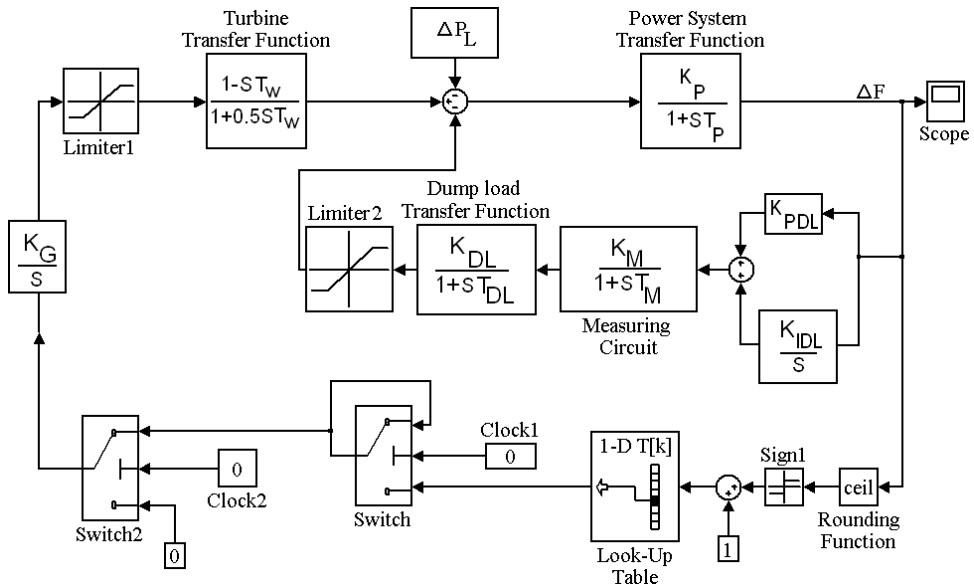 Turbine
Transfer Function
ΔP_L
Power System
Transfer Function
1-ST_W
1+0.5ST_W
+
-
-
K_P
1+ST_P
ΔF
Scope
Limiter1
Dump load
Transfer Function
Limiter2
K_PDL
K_G
S
K_DL
1+ST_DL
K_M
1+ST_M
+
+
Measuring
Circuit
K_IDL
S
Clock1
0
1-D T[k]
Sign1
0
Clock2
+
+
ceil
Switch
Rounding
Function
Switch2
0
1
Look-Up
Table